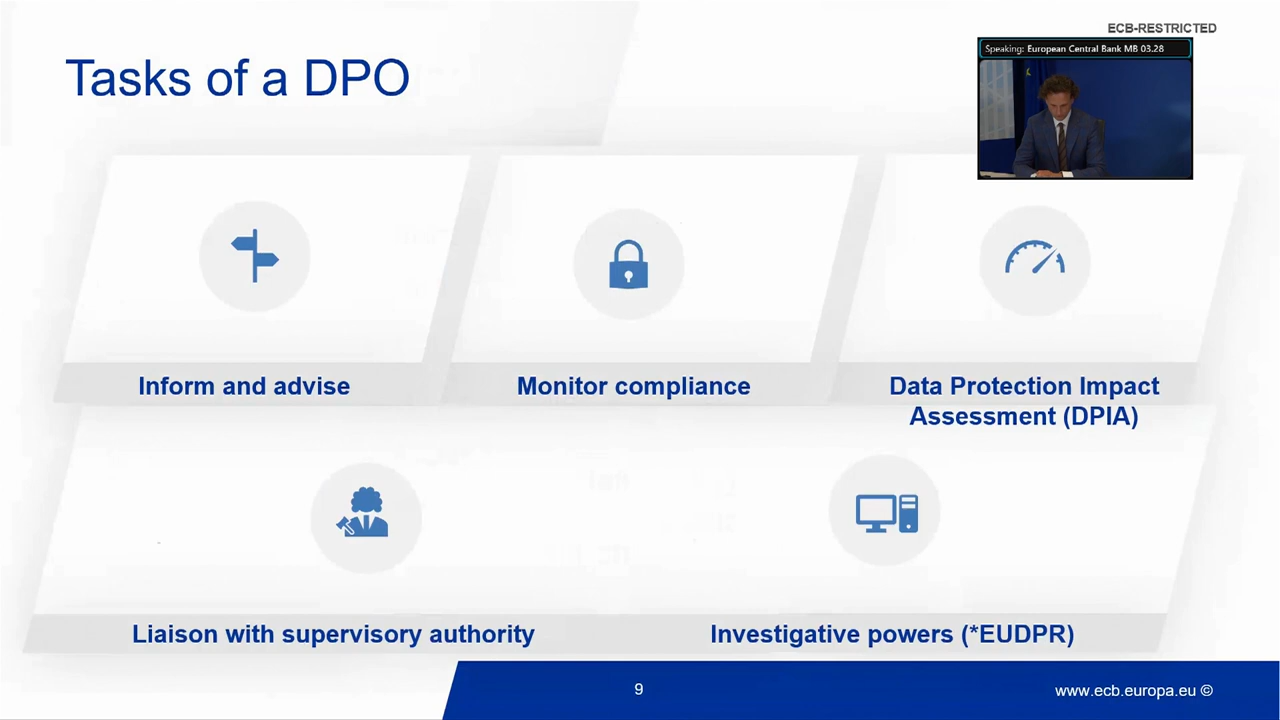 ECB-RESTRICTED
Speaking: European Central Bank MB 03.28
Tasks of a DPO
Inform and advise
Monitor compliance
Data Protection Impact
Assessment (DPIA)
Liaison with supervisory authority
Investigative powers (*EUDPR)
9
www.ecb.europa.eu ©